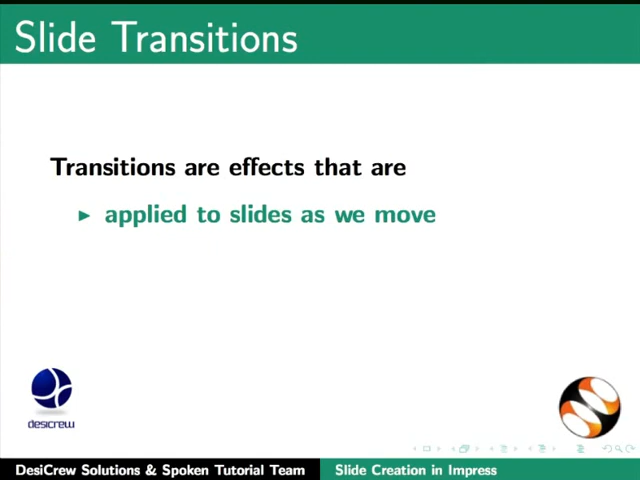 Slide Transitions
Transitions are effects that are
applied to slides as we move
desicrew
DesiCrew Solutions & Spoken Tutorial Team
Slide Creation in Impress